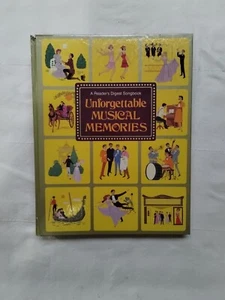 A Reader's Digest Songbook
Unforgettable
MUSICAL
MEMORIES